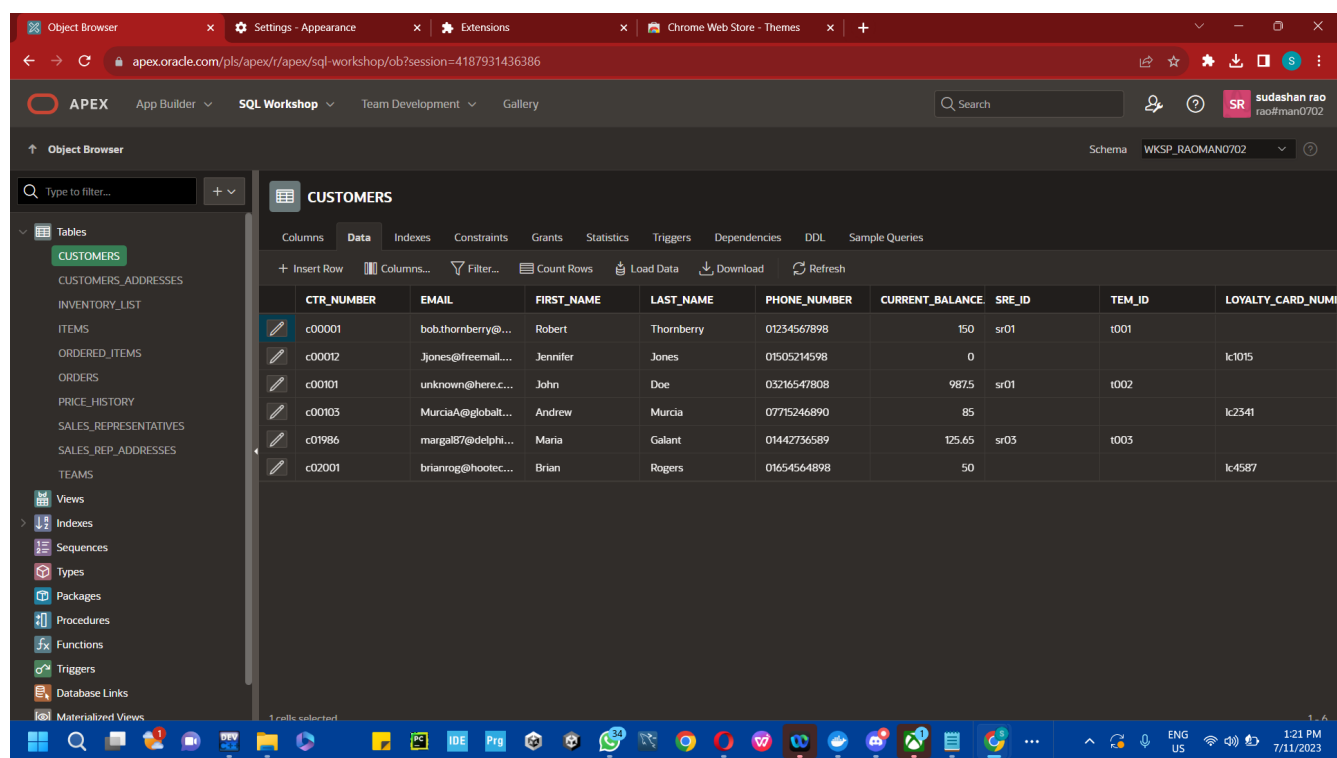 Object Browser Settings - Appearance Extensions Chrome Web Store - Themes
apex.oracle.com/pls/apex/r/apex/sql-workshop/ob?session=4187931436386 S
APEX App Builder SQL Workshop Team Development Gallery Search SR sudashan rao
rao#man0702
Object Browser Schema WKSP_RAOMAN0702
Type to filter...
CUSTOMERS
Columns Data Indexes Constraints Grants Statistics Triggers Dependencies DDL Sample Queries
Insert Row Columns... Filter... Count Rows Load Data Download Refresh
CTR_NUMBER EMAIL FIRST_NAME LAST_NAME PHONE_NUMBER CURRENT_BALANCE. SRE_ID TEM_ID LOYALTY_CARD_NUM
c00001 bob.thornberry@... Robert Thornberry 01234567898 150 sr01 t001
c00012 Jjones@freemail.... Jennifer Jones 01505214598 0 lc1015
c00101 unknown@here.c... John Doe 03216547808 987.5 sr01 t002
c00103 MurciaA@globalt... Andrew Murcia 07715246890 85 lc2341
c01986 margal87@delphi... Maria Galant 01442736589 125.65 sr03 t003
c02001 brianrog@hootec... Brian Rogers 01654564898 50 lc4587
Tables
CUSTOMERS
CUSTOMERS_ADDRESSES
INVENTORY_LIST
ITEMS
ORDERED_ITEMS
ORDERS
PRICE_HISTORY
SALES_REPRESENTATIVES
SALES_REP_ADDRESSES
TEAMS
Views
Indexes
Sequences
Types
Packages
Procedures
Functions
Triggers
Database Links
Materialized Views
1 cells selected 1 - 6
DEV PC IDE Prg 34 1 1 S ENG
US
1:21 PM
7/11/2023